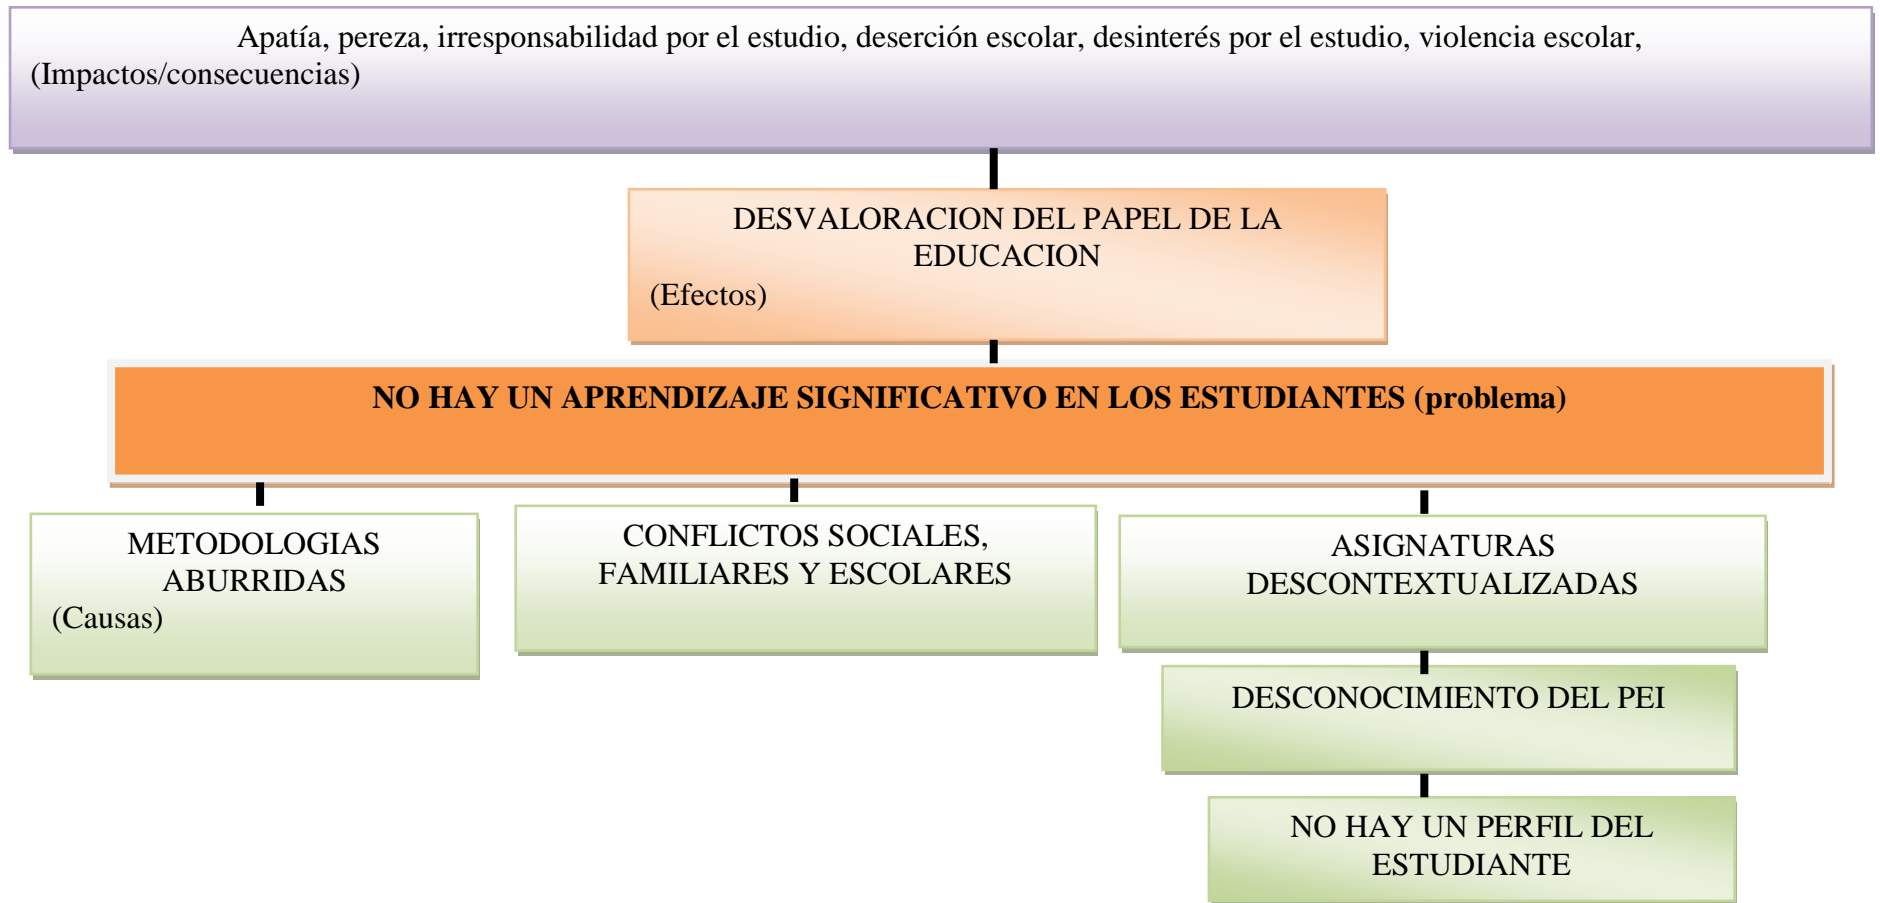 Apatía, pereza, irresponsabilidad por el estudio, deserción escolar, desinterés por el estudio, violencia escolar,
(Impactos/consecuencias)
DESVALORACION DEL PAPEL DE LA
EDUCACION
(Efectos)
NO HAY UN APRENDIZAJE SIGNIFICATIVO EN LOS ESTUDIANTES (problema)
METODOLOGIAS
ABURRIDAS
(Causas)
CONFLICTOS SOCIALES,
FAMILIARES Y ESCOLARES
ASIGNATURAS
DESCONTEXTUALIZADAS
DESCONOCIMIENTO DEL PEI
NO HAY UN PERFIL DEL
ESTUDIANTE